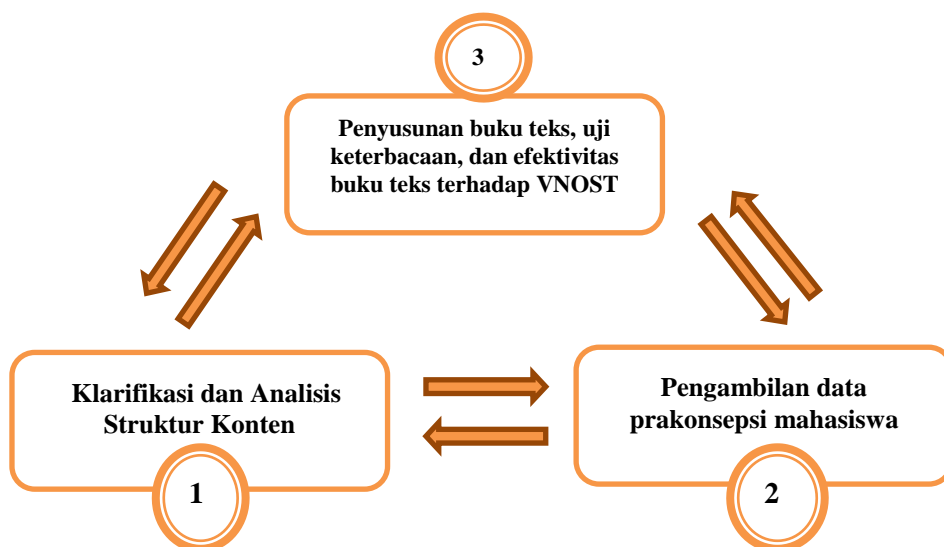 3
Penyusunan buku teks, uji
keterbacaan, dan efektivitas
buku teks terhadap VNOST
Klarifikasi dan Analisis
Struktur Konten
1
Pengambilan data
prakonsepsi mahasiswa
2